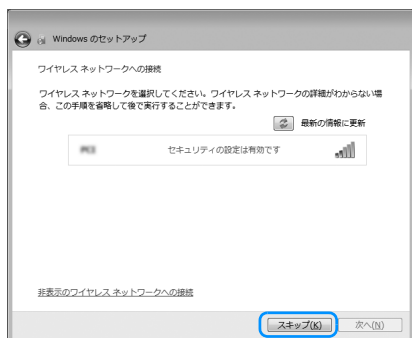 Windows のセットアップ
ワイヤレス ネットワークへの接続
ワイヤレス ネットワークを選択してください。ワイヤレス ネットワークの詳細がわからない場
合、この手順を省略して後で実行することができます。
最新の情報に更新
セキュリティの設定は有効です
非表示のワイヤレス ネットワークへの接続
スキップ(K) 次へ(N)